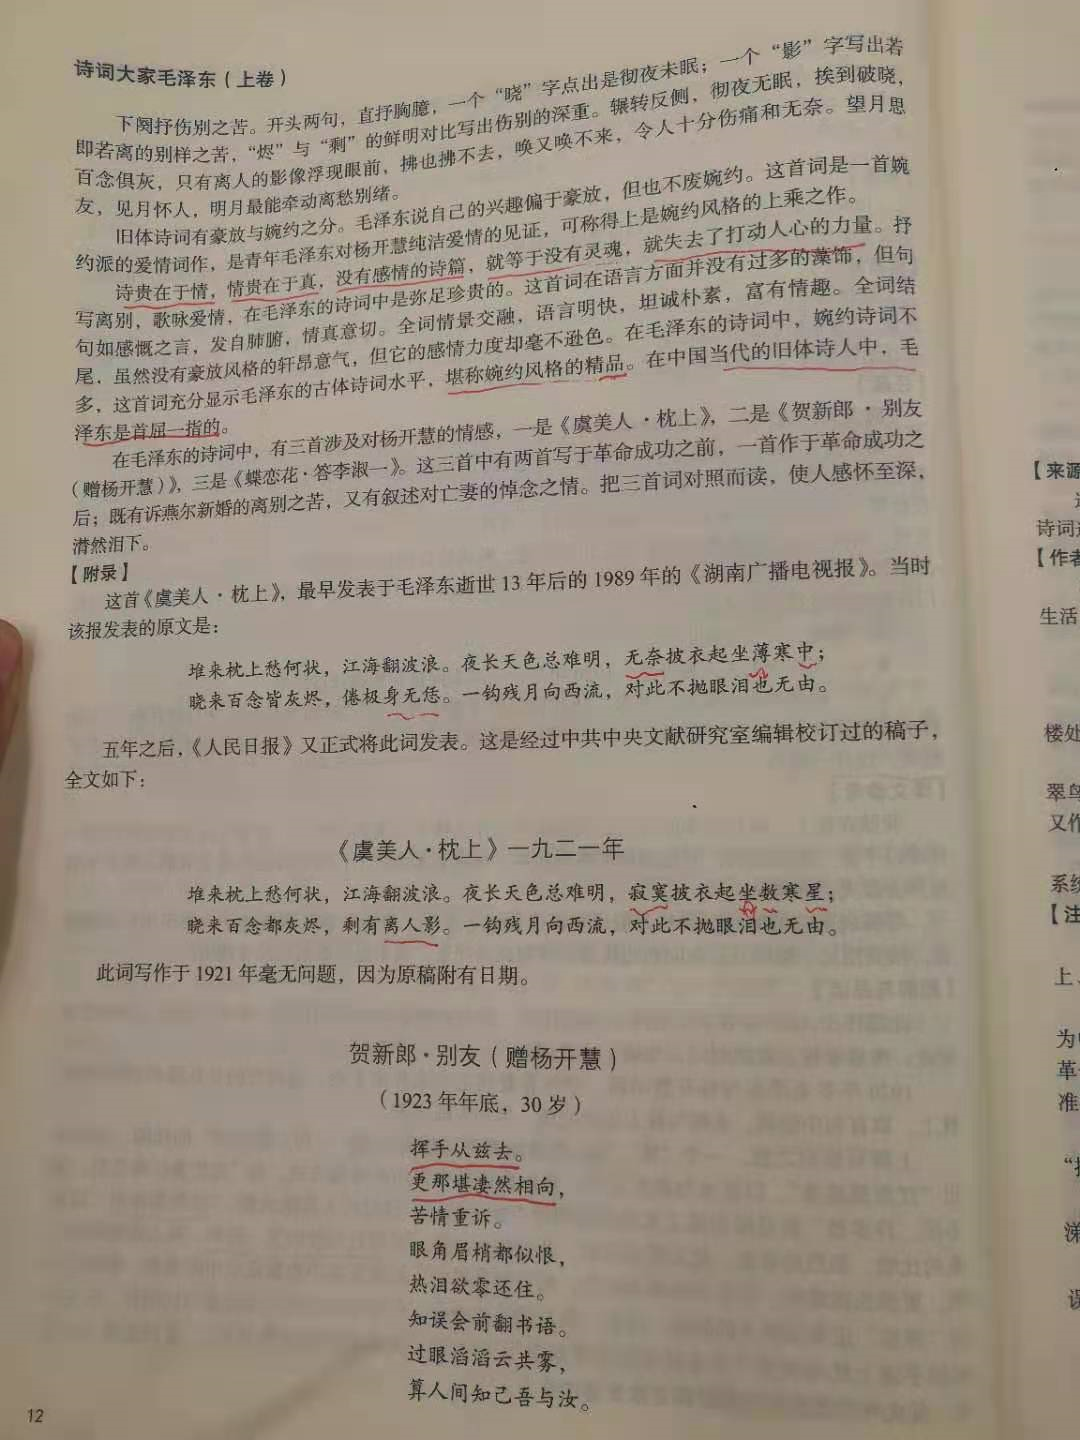 诗词大家毛泽东（上卷）
下阕抒伤别之苦。开头两句，直抒胸臆，一个“晓”字点出是彻夜未眠；一个“影”字写出若
即若离的别样之苦，“烬”与“剩”的鲜明对比写出伤别的深重。辗转反侧，彻夜无眠，挨到破晓，
百念俱灰，只有离人的影像浮现眼前，拂也拂不去，唤又唤不来，令人十分伤痛和无奈。望月思
友，见月怀人，明月最能牵动离愁别绪。
旧体诗词有豪放与婉约之分。毛泽东说自己的兴趣偏于豪放，但也不废婉约。这首词是一首婉
约派的爱情词作，是青年毛泽东对杨开慧纯洁爱情的见证，可称得上是婉约风格的上乘之作。
诗贵在于情，情贵在于真，没有感情的诗篇，就等于没有灵魂，就失去了打动人心的力量。抒
写离别，歌咏爱情，在毛泽东的诗词中是弥足珍贵的。这首词在语言方面并没有过多的藻饰，但句
句如感慨之言，发自肺腑，情真意切。全词情景交融，语言明快，坦诚朴素，富有情趣。全词结
尾，虽然没有豪放风格的轩昂意气，但它的感情力度却毫不逊色。在毛泽东的诗词中，婉约诗词不
多，这首词充分显示毛泽东的古体诗词水平，堪称婉约风格的精品。在中国当代的旧体诗人中，毛
泽东是首屈一指的。
在毛泽东的诗词中，有三首涉及对杨开慧的情感，一是《虞美人·枕上》，二是《贺新郎·别友
（赠杨开慧）》，三是《蝶恋花·答李淑一》。这三首中有两首写于革命成功之前，一首作于革命成功之
后；既有诉燕尔新婚的离别之苦，又有叙述对亡妻的悼念之情。把三首词对照而读，使人感怀至深，
潸然泪下。
【附录】
这首《虞美人·枕上》，最早发表于毛泽东逝世 13 年后的 1989 年的《湖南广播电视报》。当时
该报发表的原文是：
堆来枕上愁何状，江海翻波浪。夜长天色总难明，无奈披衣起坐薄寒中；
晓来百念皆灰烬，倦极身无恁。一钩残月向西流，对此不抛眼泪也无由。
五年之后，《人民日报》又正式将此词发表。这是经过中共中央文献研究室编辑校订过的稿子，
全文如下：
《虞美人·枕上》一九二一年
堆来枕上愁何状，江海翻波浪。夜长天色总难明，寂寞披衣起坐数寒星；
晓来百念都灰烬，剩有离人影。一钩残月向西流，对此不抛眼泪也无由。
此词写作于 1921 年毫无问题，因为原稿附有日期。
贺新郎·别友（赠杨开慧）
（1923 年年底，30 岁）
挥手从兹去。
更那堪凄然相向，
苦情重诉。
眼角眉梢都似恨，
热泪欲零还住。
知误会前翻书语。
过眼滔滔云共雾，
算人间知己吾与汝。
12
【来源
诗词
【作者
生活
楼处
翠鸟
又作
系统
【注
上、
为
革
准
误